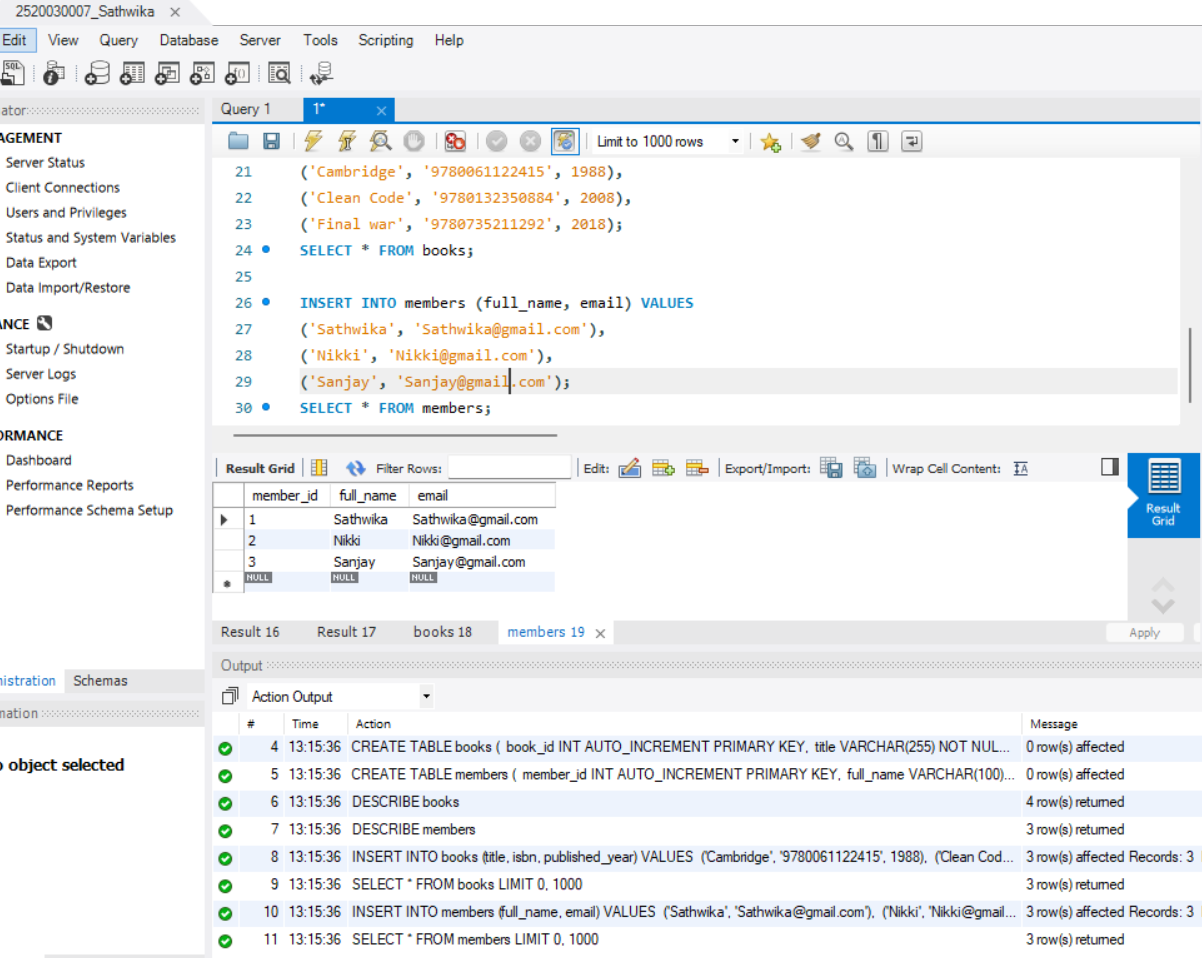 2520030007_Sathwika ×
Edit View Query Database Server Tools Scripting Help
SQL
ator
AGEMENT
Server Status
Client Connections
Users and Privileges
Status and System Variables
Data Export
Data Import/Restore
ANCE
Startup / Shutdown
Server Logs
Options File
ORMANCE
Dashboard
Performance Reports
Performance Schema Setup
nistration Schemas
mation
o object selected
Query 1 1* ×
Limit to 1000 rows
21 ('Cambridge', '9780061122415', 1988),
22 ('Clean Code', '9780132350884', 2008),
23 ('Final war', '9780735211292', 2018);
24 SELECT * FROM books;
25
26 INSERT INTO members (full_name, email) VALUES
27 ('Sathwika', 'Sathwika@gmail.com'),
28 ('Nikki', 'Nikki@gmail.com'),
29 ('Sanjay', 'Sanjay@gmail.com');
30 SELECT * FROM members;
Result Grid Filter Rows: Edit: Export/Import: Wrap Cell Content: IA
member_id full_name email
1 Sathwika Sathwika@gmail.com
2 Nikki Nikki@gmail.com
3 Sanjay Sanjay@gmail.com
NULL NULL NULL
Result
Grid
Result 16 Result 17 books 18 members 19 × Apply
Output
Action Output
# Time Action Message
4 13:15:36 CREATE TABLE books ( book_id INT AUTO_INCREMENT PRIMARY KEY, title VARCHAR(255) NOT NUL... 0 row(s) affected
5 13:15:36 CREATE TABLE members ( member_id INT AUTO_INCREMENT PRIMARY KEY, full_name VARCHAR(100)... 0 row(s) affected
6 13:15:36 DESCRIBE books 4 row(s) returned
7 13:15:36 DESCRIBE members 3 row(s) returned
8 13:15:36 INSERT INTO books (title, isbn, published_year) VALUES ('Cambridge', '9780061122415', 1988), ('Clean Cod... 3 row(s) affected Records: 3
9 13:15:36 SELECT * FROM books LIMIT 0, 1000 3 row(s) returned
10 13:15:36 INSERT INTO members (full_name, email) VALUES ('Sathwika', 'Sathwika@gmail.com'), ('Nikki', 'Nikki@gmail... 3 row(s) affected Records: 3
11 13:15:36 SELECT * FROM members LIMIT 0, 1000 3 row(s) returned